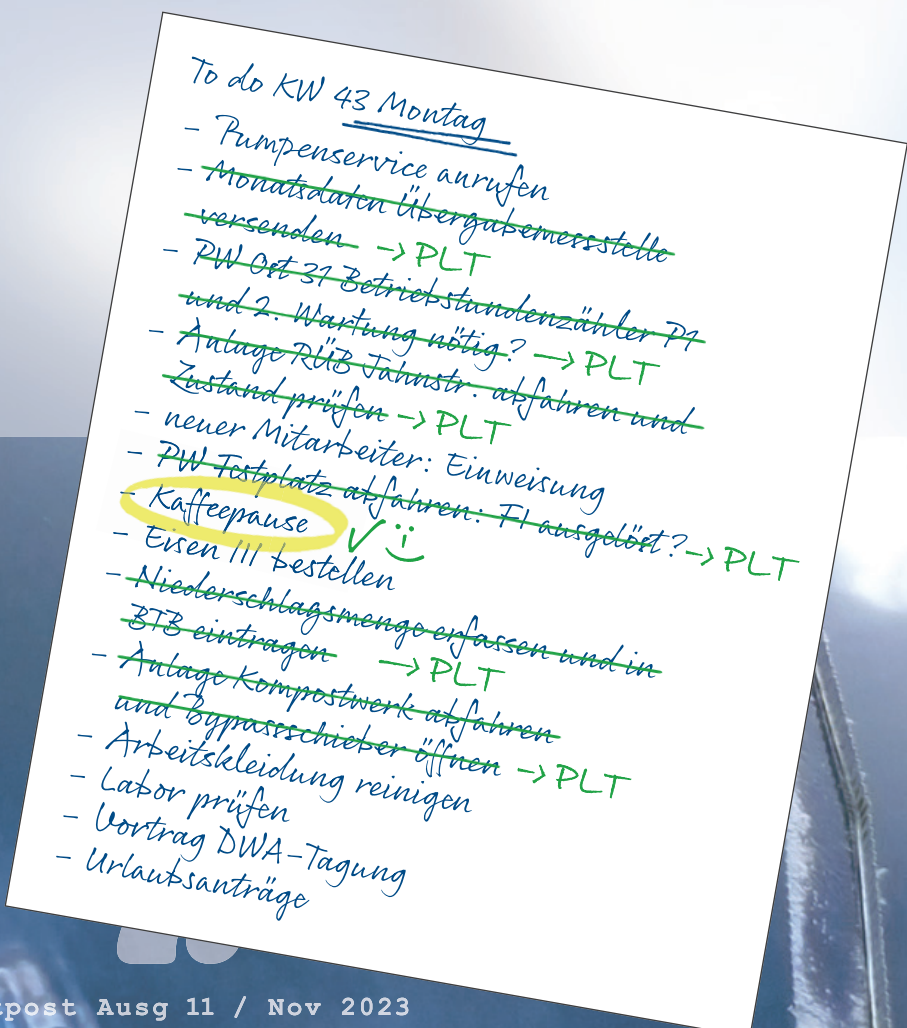 To do KW 43 Montag
- Pumpenservice anrufen
- Monatsdaten Übergabemessstelle
versenden -> PLT
- PW Ost 31 Betriebstundenzähler P1
und 2. Wartung nötig? -> PLT
- Anlage RÜB Jahnstr. abfahren und
Zustand prüfen -> PLT
- neuer Mitarbeiter: Einweisung
- PW Testplatz abfahren: FI ausgelöst? -> PLT
- Kaffeepause ✓
- Eisen III bestellen
- Niederschlagsmenge erfassen und in
BTB eintragen -> PLT
- Anlage Kompostwerk abfahren
und Bypassschieber öffnen -> PLT
- Arbeitskleidung reinigen
- Labor prüfen
- Vortrag DWA-Tagung
- Urlaubsanträge
post Ausg 11 / Nov 2023